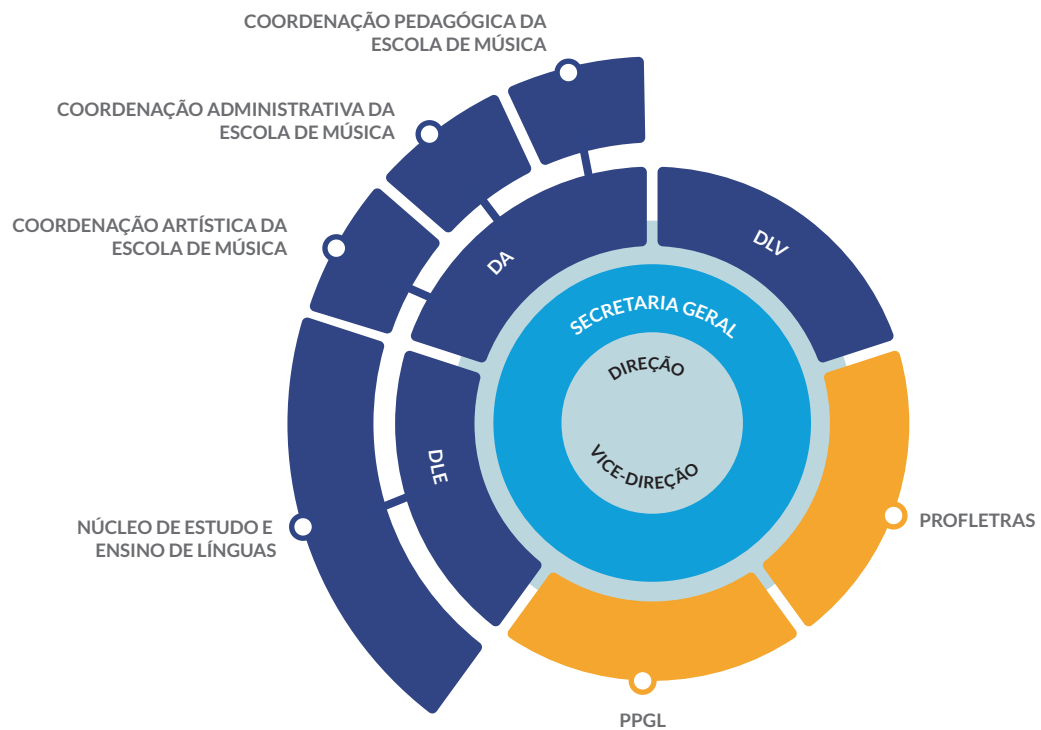 COORDENAÇÃO PEDAGÓGICA DA
ESCOLA DE MÚSICA
COORDENAÇÃO ADMINISTRATIVA DA
ESCOLA DE MÚSICA
COORDENAÇÃO ARTÍSTICA DA
ESCOLA DE MÚSICA
DA
DLV
SECRETARIA GERAL
DIREÇÃO
VICE-DIREÇÃO
DLE
NÚCLEO DE ESTUDO E
ENSINO DE LÍNGUAS
PROFLETRAS
PPGL